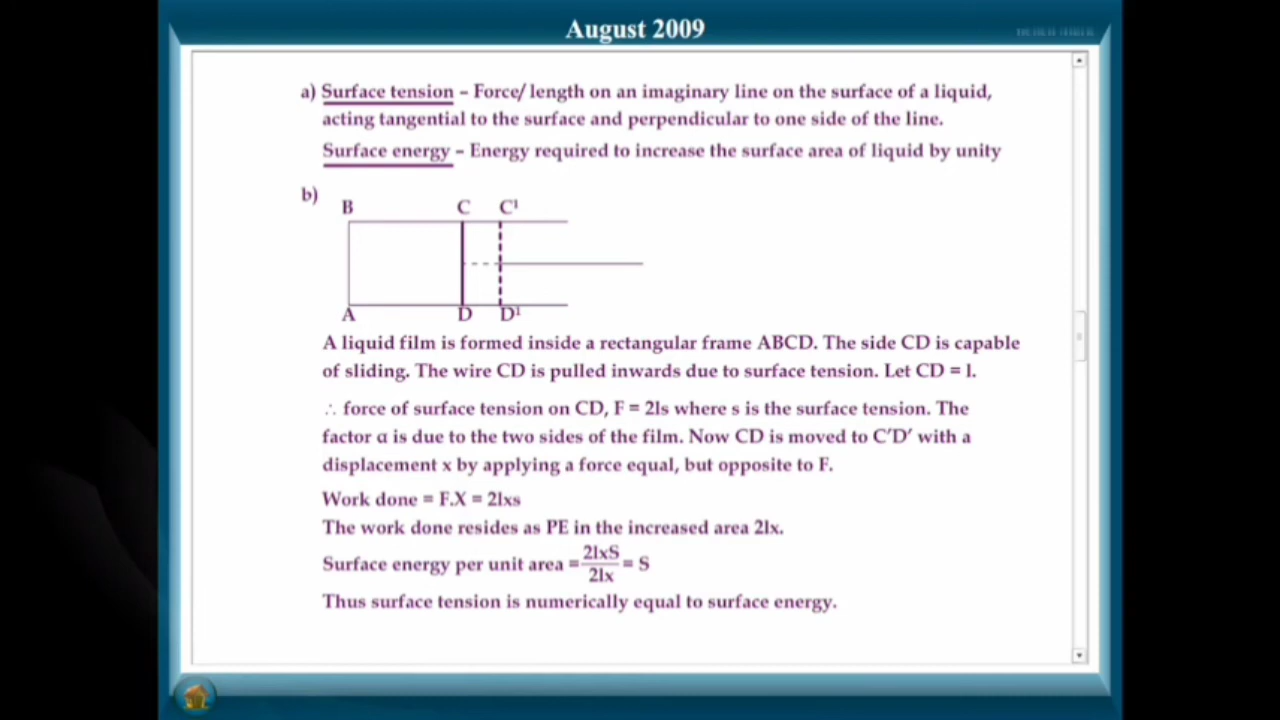 August 2009
a) Surface tension – Force/ length on an imaginary line on the surface of a liquid,
acting tangential to the surface and perpendicular to one side of the line.
Surface energy – Energy required to increase the surface area of liquid by unity
b)
B C C¹
A D D¹
A liquid film is formed inside a rectangular frame ABCD. The side CD is capable
of sliding. The wire CD is pulled inwards due to surface tension. Let CD = l.
∴ force of surface tension on CD, F = 2ls where s is the surface tension. The
factor α is due to the two sides of the film. Now CD is moved to C′D′ with a
displacement x by applying a force equal, but opposite to F.
Work done = F.X = 2lxs
The work done resides as PE in the increased area 2lx.
Surface energy per unit area = 2lxS / 2lx = S
Thus surface tension is numerically equal to surface energy.